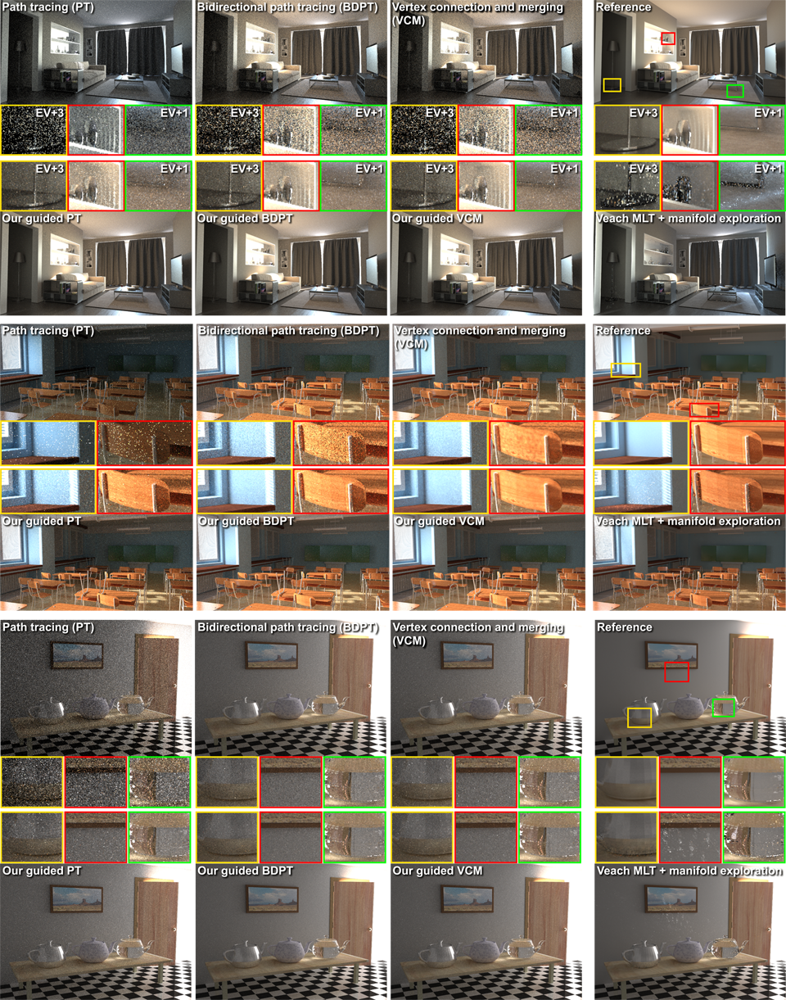 Path tracing (PT)
Bidirectional path tracing (BDPT)
Vertex connection and merging
(VCM)
Reference
EV+3
EV+1
EV+3
EV+1
EV+3
EV+1
EV+3
EV+1
EV+3
EV+1
EV+3
EV+1
EV+3
EV+1
EV+3
EV+1
Our guided PT
Our guided BDPT
Our guided VCM
Veach MLT + manifold exploration
Path tracing (PT)
Bidirectional path tracing (BDPT)
Vertex connection and merging
(VCM)
Reference
Our guided PT
Our guided BDPT
Our guided VCM
Veach MLT + manifold exploration
Path tracing (PT)
Bidirectional path tracing (BDPT)
Vertex connection and merging
(VCM)
Reference
Our guided PT
Our guided BDPT
Our guided VCM
Veach MLT + manifold exploration